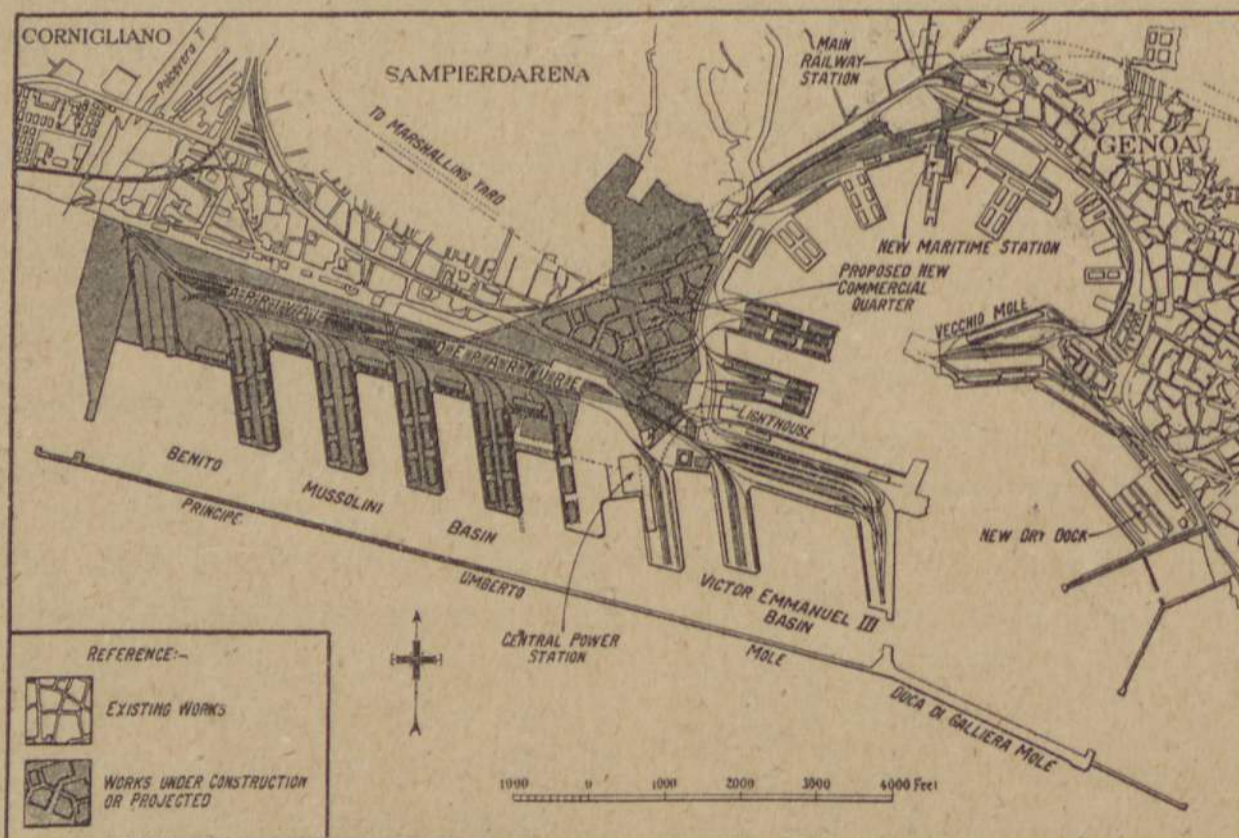 CORNIGLIANO
Polcevera T.
SAMPIERDARENA
TO MARSHALLING YARD
MAIN
RAILWAY
STATION
GENOA
NEW MARITIME STATION
PROPOSED NEW
COMMERCIAL
QUARTER
VECCHIO MOLE
DEPARTURE
LIGHTHOUSE
BENITO
MUSSOLINI
BASIN
PRINCIPE
UMBERTO
MOLE
NEW DRY DOCK
VICTOR EMMANUEL III
BASIN
CENTRAL POWER
STATION
DUCA DI GALLIERA MOLE
REFERENCE:-
EXISTING WORKS
WORKS UNDER CONSTRUCTION
OR PROJECTED
1000 0 1000 2000 3000 4000 Feet